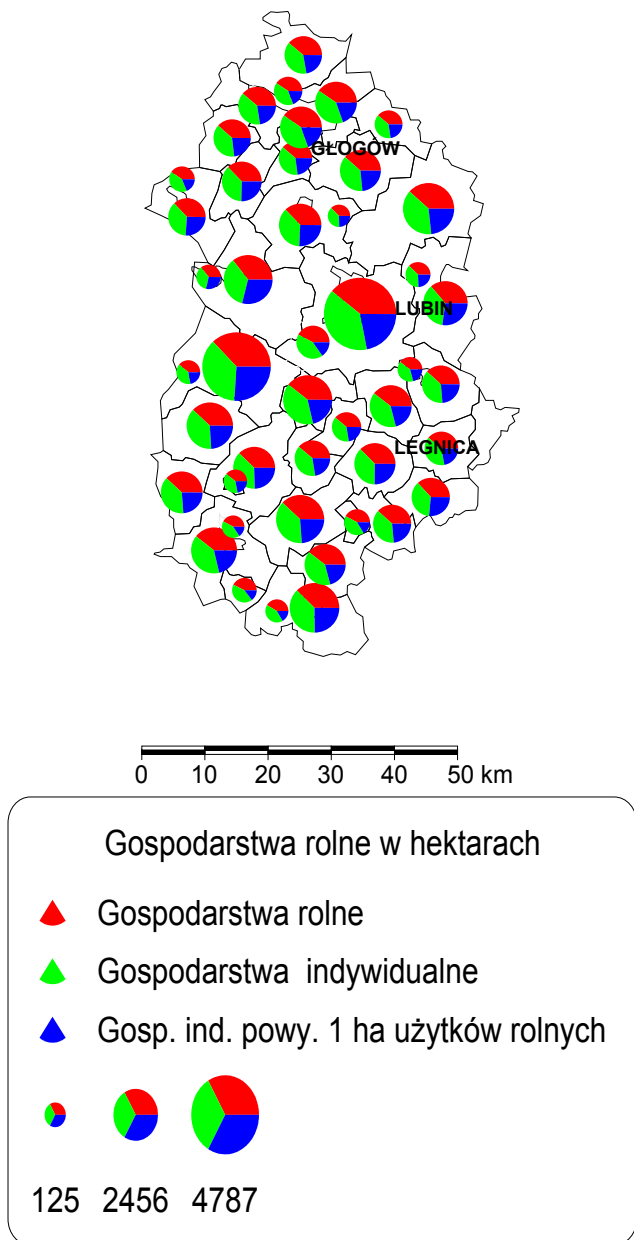 GŁOGÓW
LUBIN
LEGNICA
0 10 20 30 40 50 km
Gospodarstwa rolne w hektarach
Gospodarstwa rolne
Gospodarstwa indywidualne
Gosp. ind. powy. 1 ha użytków rolnych
125 2456 4787